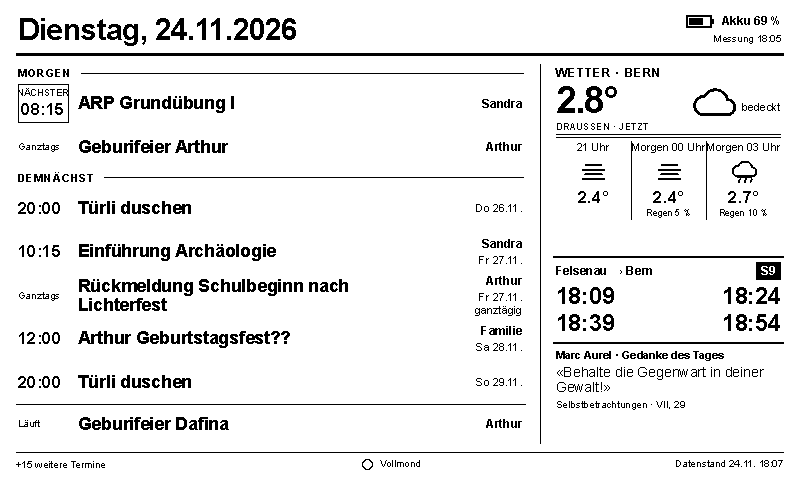 Dienstag, 24.11.2026
Akku 69 %
Messung 18:05
MORGEN
NÄCHSTER
08:15 ARP Grundübung I Sandra
Ganztags Geburifeier Arthur Arthur
DEMNÄCHST
20:00 Türli duschen Do 26.11.
10:15 Einführung Archäologie Sandra
Fr 27.11.
Ganztags Rückmeldung Schulbeginn nach Lichterfest Arthur
Fr 27.11.
ganztägig
12:00 Arthur Geburtstagsfest?? Familie
Sa 28.11.
20:00 Türli duschen So 29.11.
Läuft Geburifeier Dafina Arthur
WETTER · BERN
2.8° bedeckt
DRAUSSEN · JETZT
21 Uhr Morgen 00 Uhr Morgen 03 Uhr
2.4° 2.4° 2.7°
Regen 5 % Regen 10 %
Felsenau › Bern S9
18:09 18:24
18:39 18:54
Marc Aurel · Gedanke des Tages
«Behalte die Gegenwart in deiner
Gewalt!»
Selbstbetrachtungen · VII, 29
+15 weitere Termine
Vollmond
Datenstand 24.11. 18:07